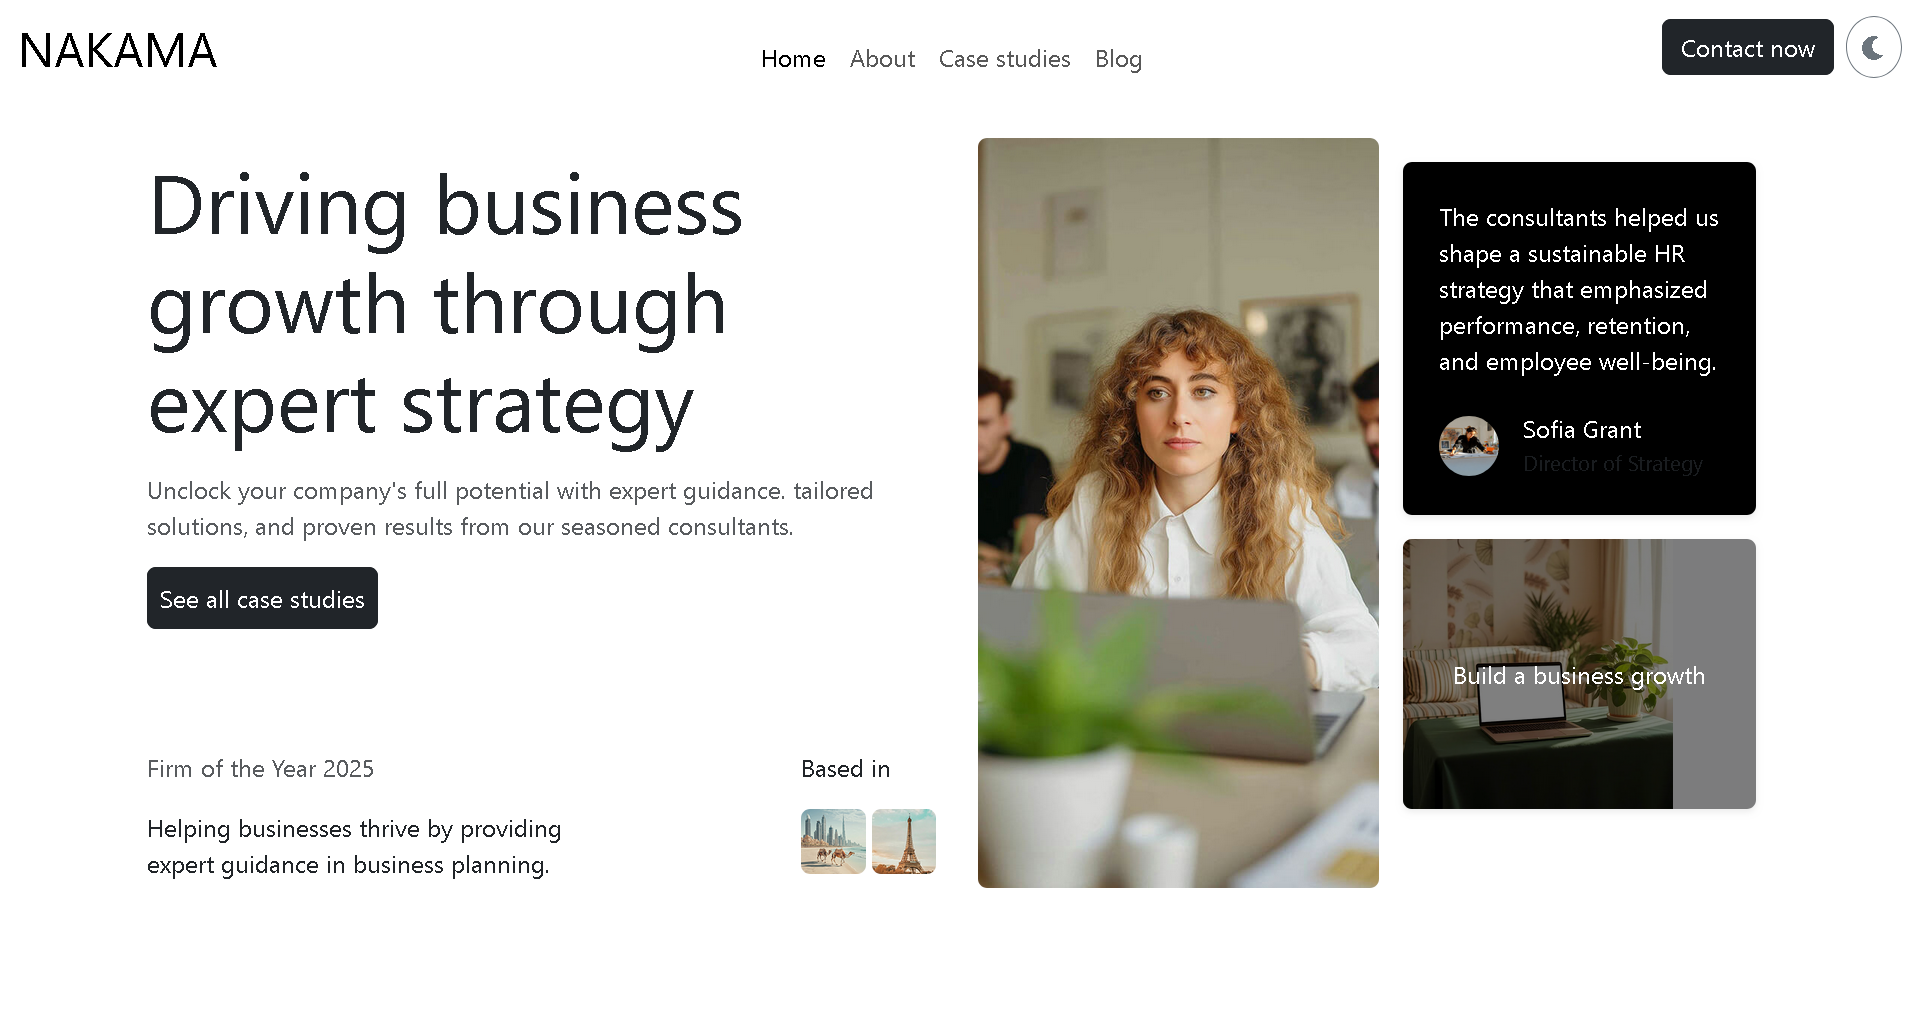 NAKAMA
Home
About
Case studies
Blog
Contact now
Driving business
growth through
expert strategy
Unclock your company's full potential with expert guidance. tailored
solutions, and proven results from our seasoned consultants.
See all case studies
Firm of the Year 2025
Helping businesses thrive by providing
expert guidance in business planning.
Based in
The consultants helped us
shape a sustainable HR
strategy that emphasized
performance, retention,
and employee well-being.
Sofia Grant
Director of Strategy
Build a business growth